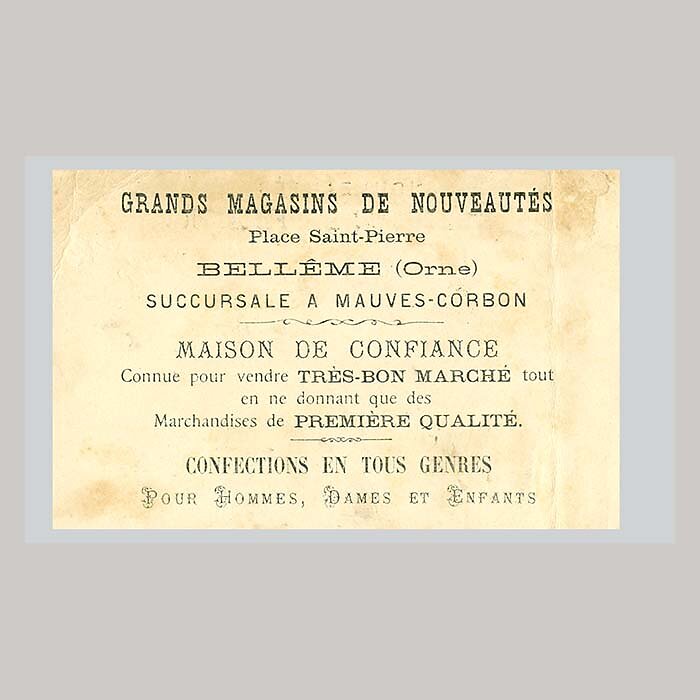 GRANDS MAGASINS DE NOUVEAUTÉS
Place Saint-Pierre
BELLÊME (Orne)
SUCCURSALE A MAUVES-CORBON
MAISON DE CONFIANCE
Connue pour vendre TRÈS-BON MARCHÉ tout
en ne donnant que des
Marchandises de PREMIÈRE QUALITÉ.
CONFECTIONS EN TOUS GENRES
POUR HOMMES, DAMES ET ENFANTS